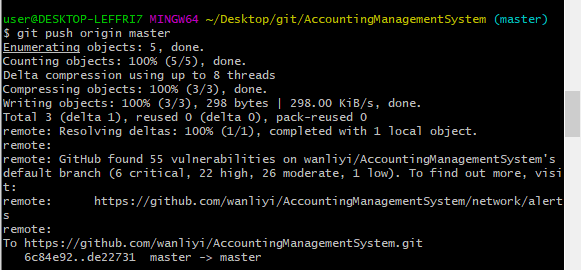 user@DESKTOP-LEFFRI7 MINGW64 ~/Desktop/git/AccountingManagementSystem (master)
$ git push origin master
Enumerating objects: 5, done.
Counting objects: 100% (5/5), done.
Delta compression using up to 8 threads
Compressing objects: 100% (3/3), done.
Writing objects: 100% (3/3), 298 bytes | 298.00 KiB/s, done.
Total 3 (delta 1), reused 0 (delta 0), pack-reused 0
remote: Resolving deltas: 100% (1/1), completed with 1 local object.
remote:
remote: GitHub found 55 vulnerabilities on wanliyi/AccountingManagementSystem's
default branch (6 critical, 22 high, 26 moderate, 1 low). To find out more, visi
t:
remote:      https://github.com/wanliyi/AccountingManagementSystem/network/alert
s
remote:
To https://github.com/wanliyi/AccountingManagementSystem.git
   6c84e92..de22731  master -> master